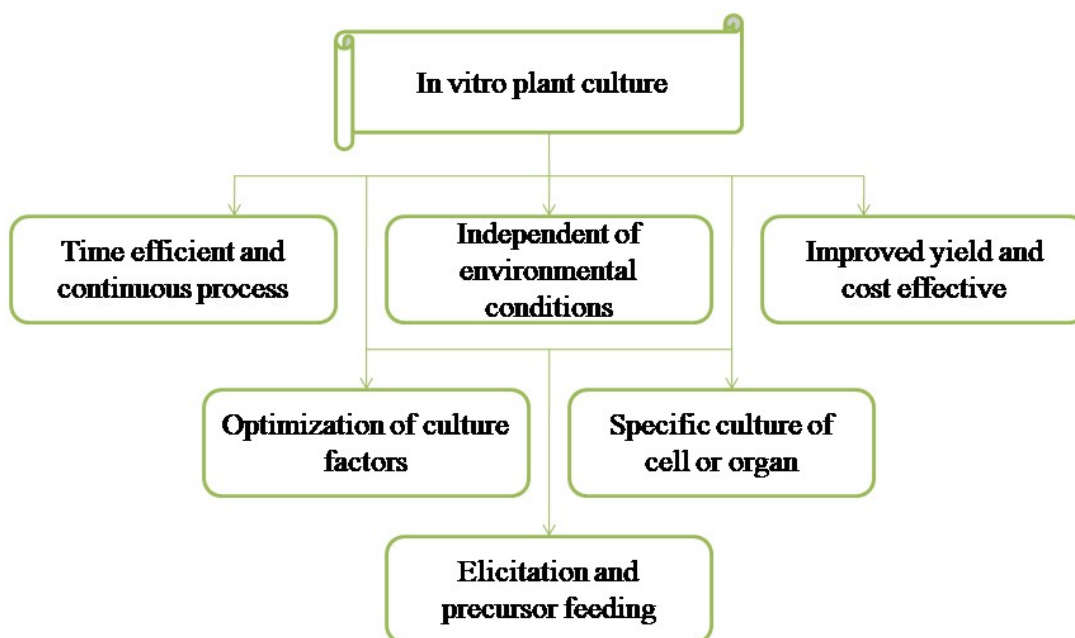 In vitro plant culture
Time efficient and
continuous process
Independent of
environmental
conditions
Improved yield and
cost effective
Optimization of culture
factors
Specific culture of
cell or organ
Elicitation and
precursor feeding